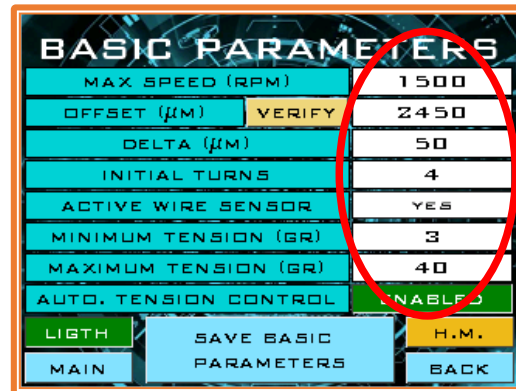 BASIC PARAMETERS
MAX SPEED (RPM) 1500
OFFSET (µM) VERIFY 2450
DELTA (µM) 50
INITIAL TURNS 4
ACTIVE WIRE SENSOR YES
MINIMUM TENSION (GR) 3
MAXIMUM TENSION (GR) 40
AUTO. TENSION CONTROL ENABLED
LIGTH SAVE BASIC PARAMETERS H.M.
MAIN BACK